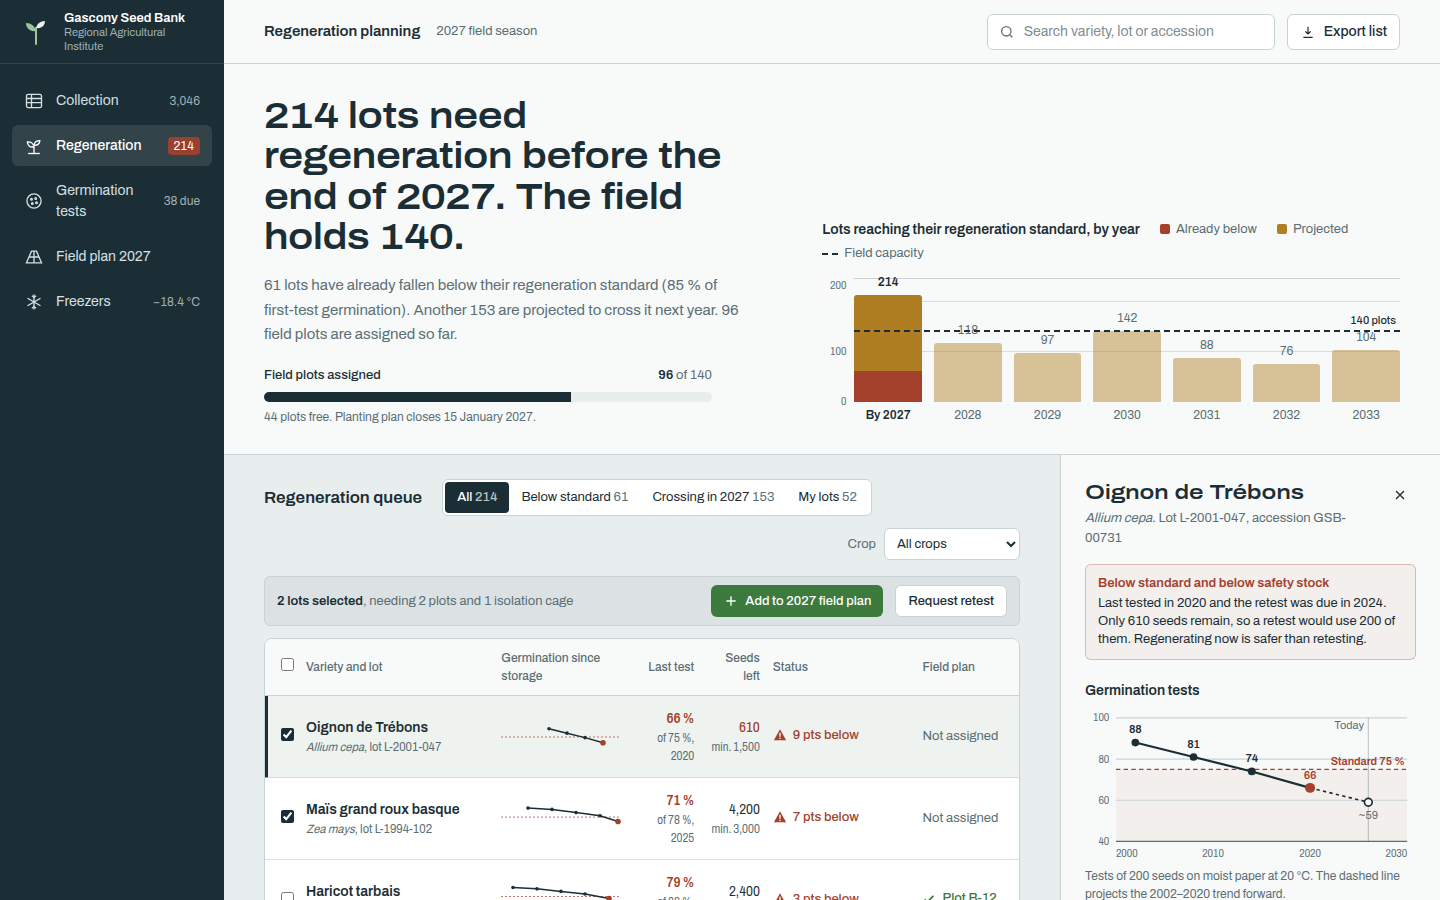 Gascony Seed Bank
Regional Agricultural
Institute
Collection 3,046
Regeneration 214
Germination
tests 38 due
Field plan 2027
Freezers −18.4 °C
Regeneration planning 2027 field season
Search variety, lot or accession
Export list
214 lots need
regeneration before the
end of 2027. The field
holds 140.
61 lots have already fallen below their regeneration standard (85 % of
first-test germination). Another 153 are projected to cross it next year. 96
field plots are assigned so far.
Field plots assigned 96 of 140
44 plots free. Planting plan closes 15 January 2027.
Lots reaching their regeneration standard, by year Already below Projected
Field capacity
200
100
0
214
118
97
142
88
76
104
140 plots
By 2027 2028 2029 2030 2031 2032 2033
Regeneration queue
All 214 Below standard 61 Crossing in 2027 153 My lots 52
Crop All crops
2 lots selected, needing 2 plots and 1 isolation cage
Add to 2027 field plan
Request retest
Variety and lot
Germination since
storage
Last test
Seeds
left
Status
Field plan
Oignon de Trébons
Allium cepa, lot L-2001-047
66 %
of 75 %,
2020
610
min. 1,500
9 pts below
Not assigned
Maïs grand roux basque
Zea mays, lot L-1994-102
71 %
of 78 %,
2025
4,200
min. 3,000
7 pts below
Not assigned
Haricot tarbais
79 %
2,400
3 pts below
Plot B-12
Oignon de Trébons
Allium cepa. Lot L-2001-047, accession GSB-
00731
Below standard and below safety stock
Last tested in 2020 and the retest was due in 2024.
Only 610 seeds remain, so a retest would use 200 of
them. Regenerating now is safer than retesting.
Germination tests
100
80
60
40
88
81
74
66
~59
Today
Standard 75 %
2000 2010 2020 2030
Tests of 200 seeds on moist paper at 20 °C. The dashed line
projects the 2002–2020 trend forward.